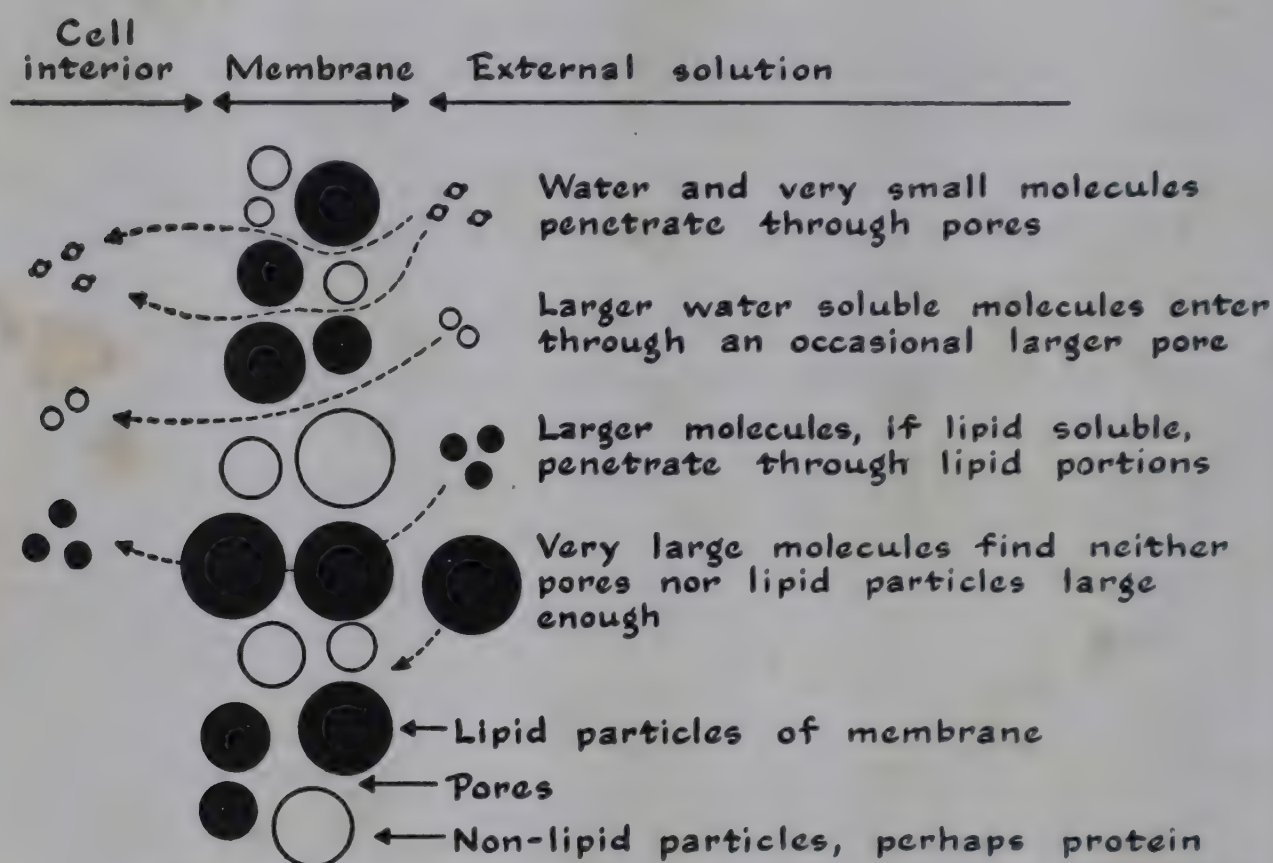 Cell
interior Membrane External solution
Water and very small molecules
penetrate through pores
Larger water soluble molecules enter
through an occasional larger pore
Larger molecules, if lipid soluble,
penetrate through lipid portions
Very large molecules find neither
pores nor lipid particles large
enough
Lipid particles of membrane
Pores
Non-lipid particles, perhaps protein